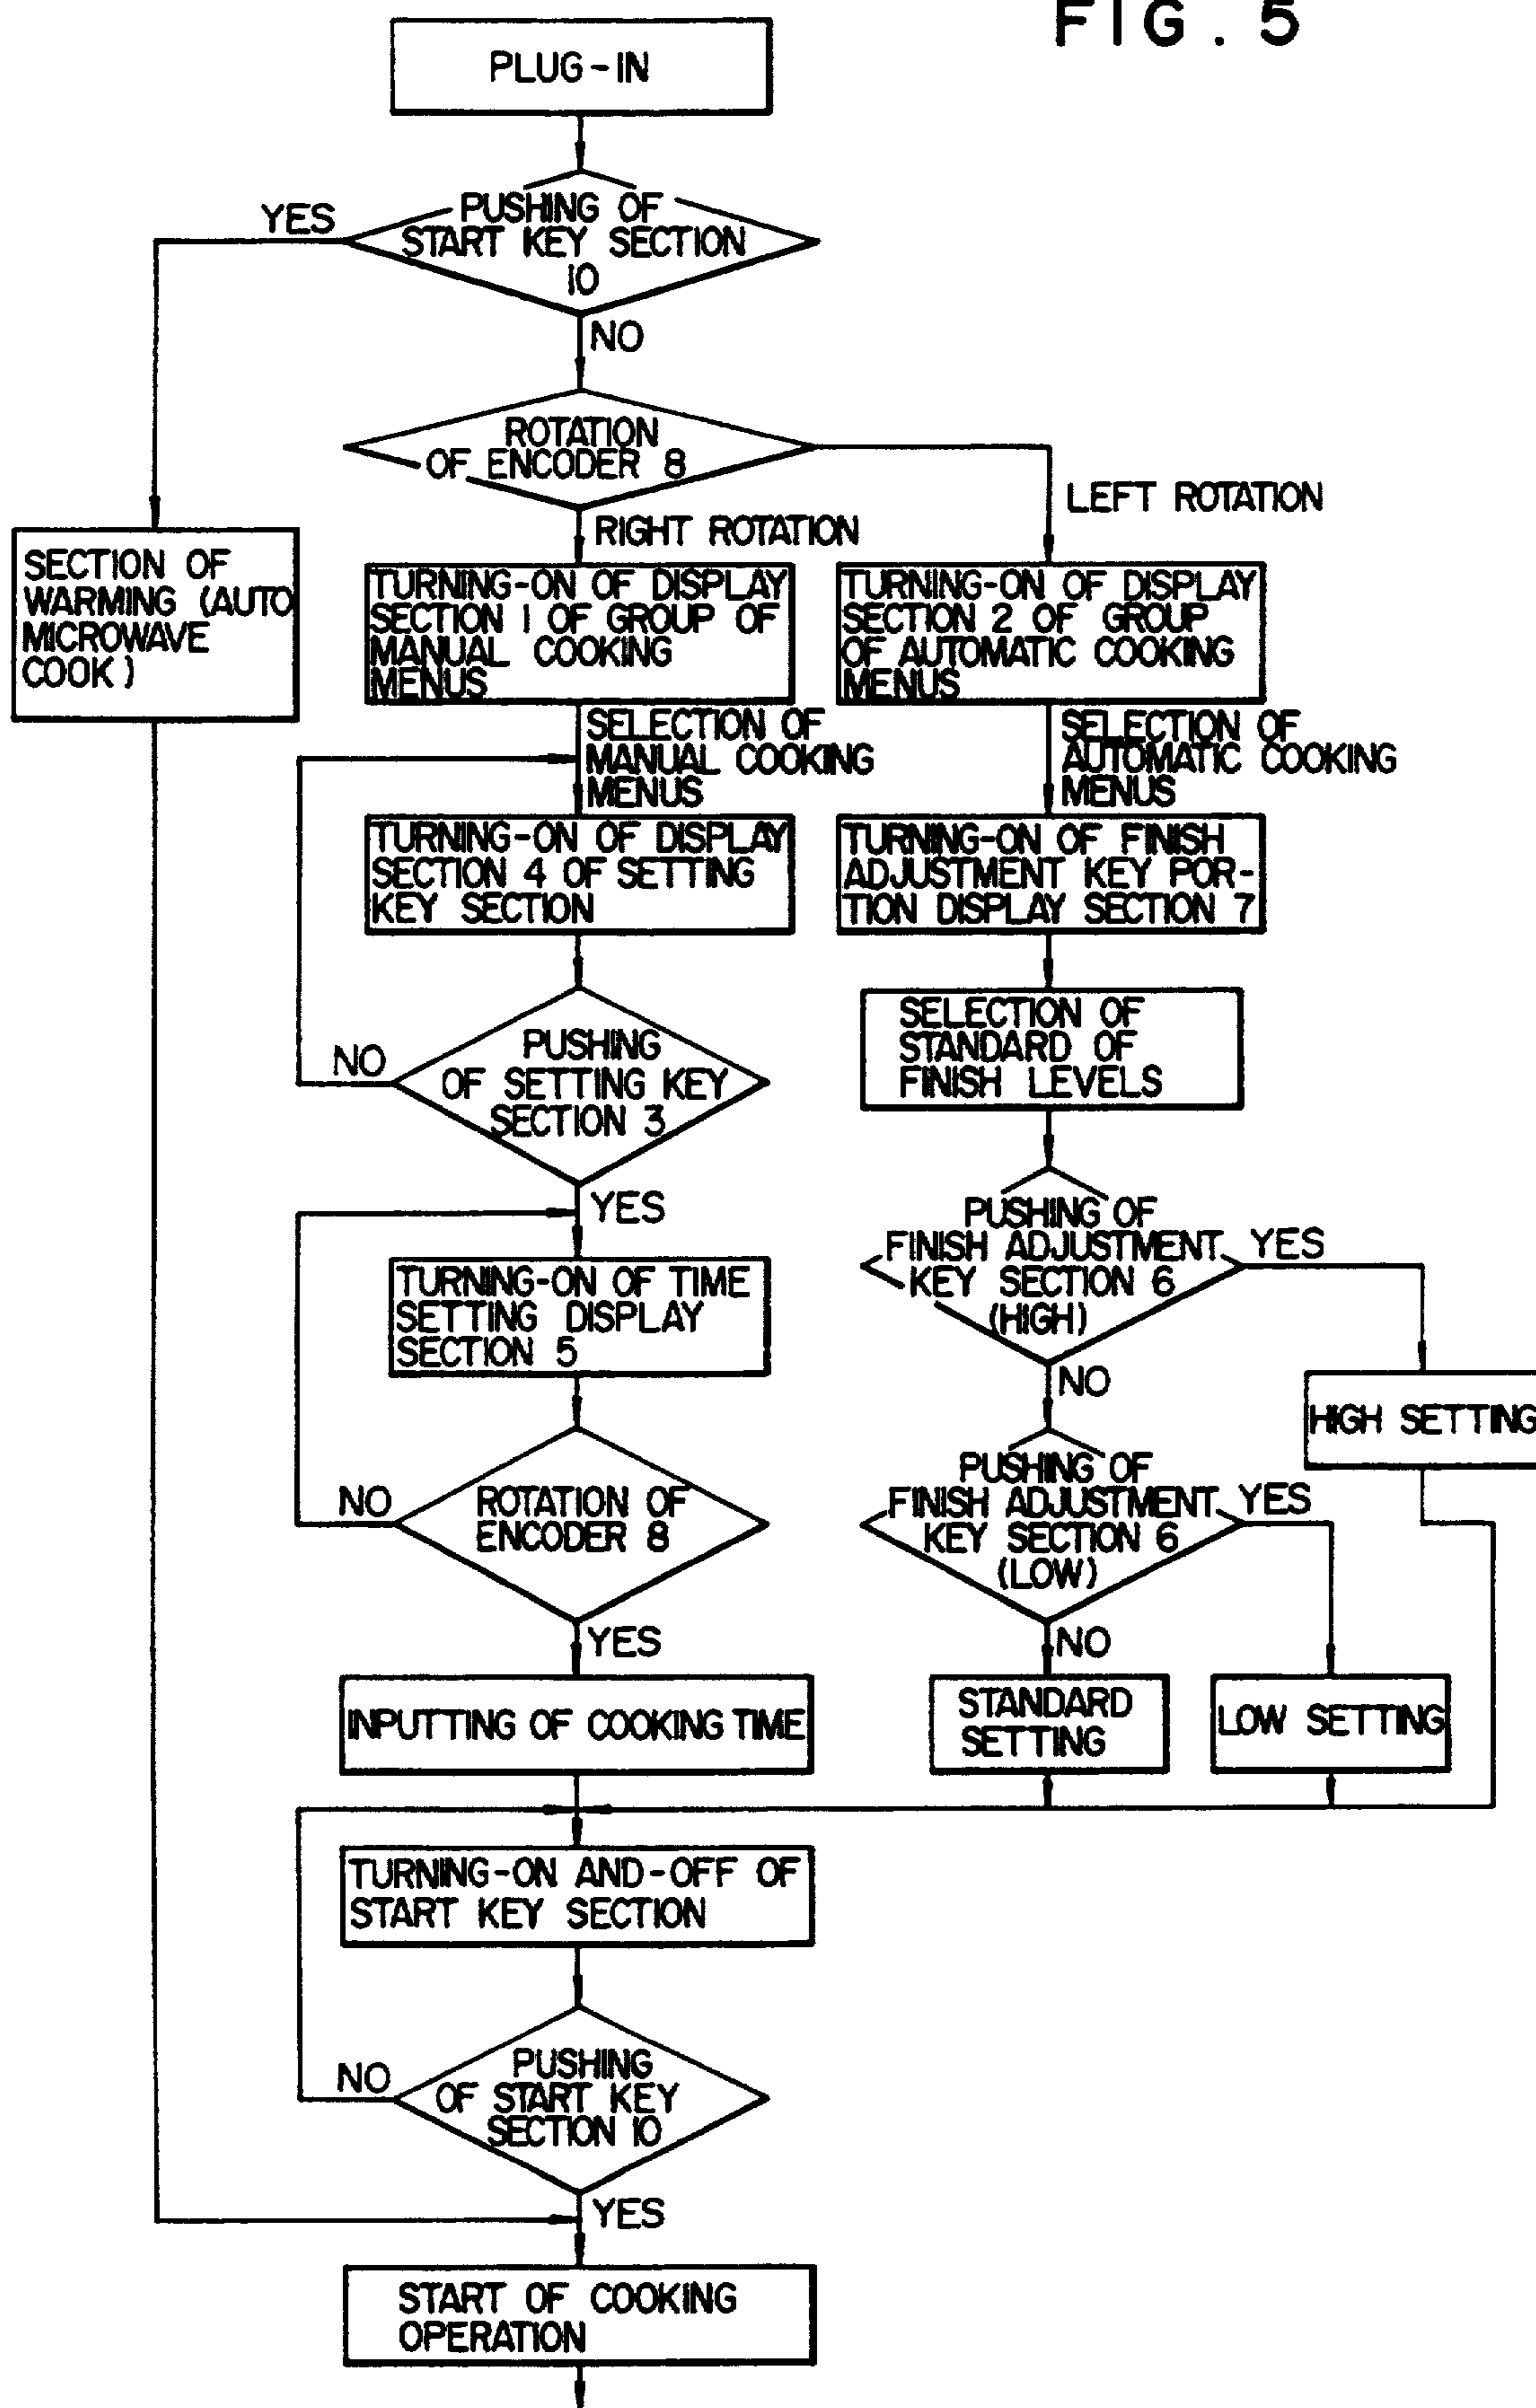 FIG. 5
PLUG-IN
PUSHING OF
START KEY SECTION
10
YES
NO
ROTATION
OF ENCODER 8
LEFT ROTATION
RIGHT ROTATION
SECTION OF
WARMING (AUTO
MICROWAVE
COOK)
TURNING-ON OF DISPLAY
SECTION 1 OF GROUP OF
MANUAL COOKING
MENUS
TURNING-ON OF DISPLAY
SECTION 2 OF GROUP
OF AUTOMATIC COOKING
MENUS
SELECTION OF
MANUAL COOKING
MENUS
SELECTION OF
AUTOMATIC COOKING
MENUS
TURNING-ON OF DISPLAY
SECTION 4 OF SETTING
KEY SECTION
TURNING-ON OF FINISH
ADJUSTMENT KEY POR-
TION DISPLAY SECTION 7
PUSHING
OF SETTING KEY
SECTION 3
NO
YES
SELECTION OF
STANDARD OF
FINISH LEVELS
PUSHING OF
FINISH ADJUSTMENT
KEY SECTION 6
(HIGH)
YES
NO
HIGH SETTING
TURNING-ON OF TIME
SETTING DISPLAY
SECTION 5
ROTATION OF
ENCODER 8
NO
YES
PUSHING OF
FINISH ADJUSTMENT
KEY SECTION 6
(LOW)
YES
NO
INPUTTING OF COOKING TIME
STANDARD
SETTING
LOW SETTING
TURNING-ON AND-OFF OF
START KEY SECTION
PUSHING
OF START KEY
SECTION 10
NO
YES
START OF COOKING
OPERATION